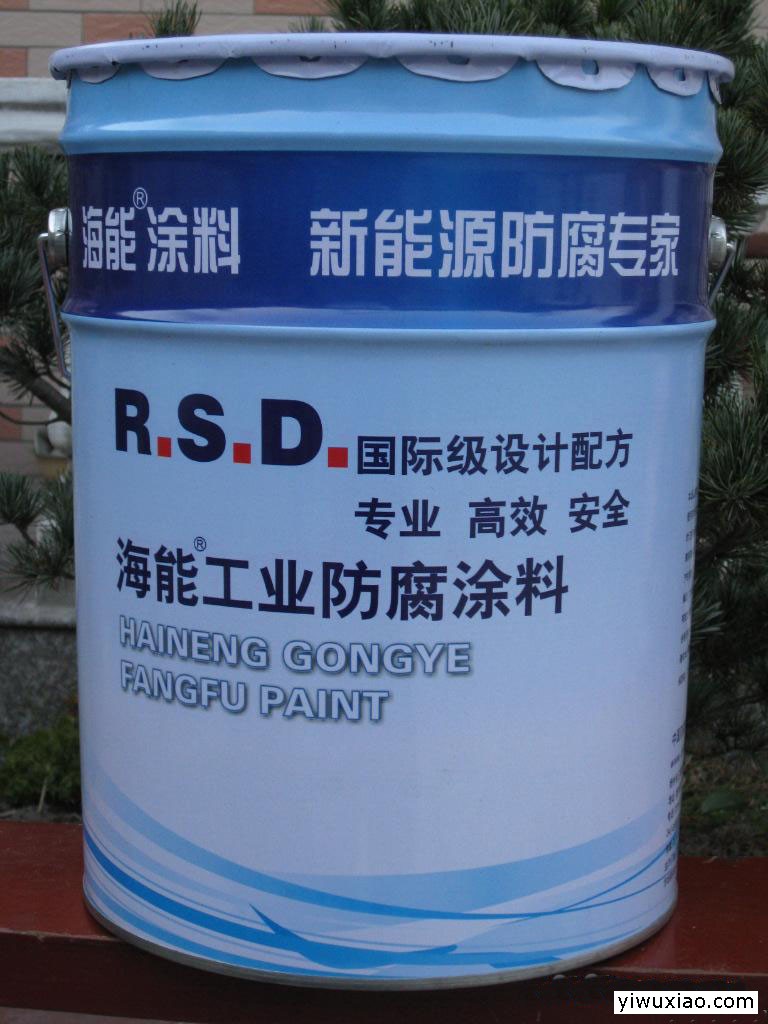 海能®涂料 新能源防腐专家
R.S.D.国际级设计配方
专业 高效 安全
海能®工业防腐涂料
HAINENG GONGYE
FANGFU PAINT
yiwuxiao.com